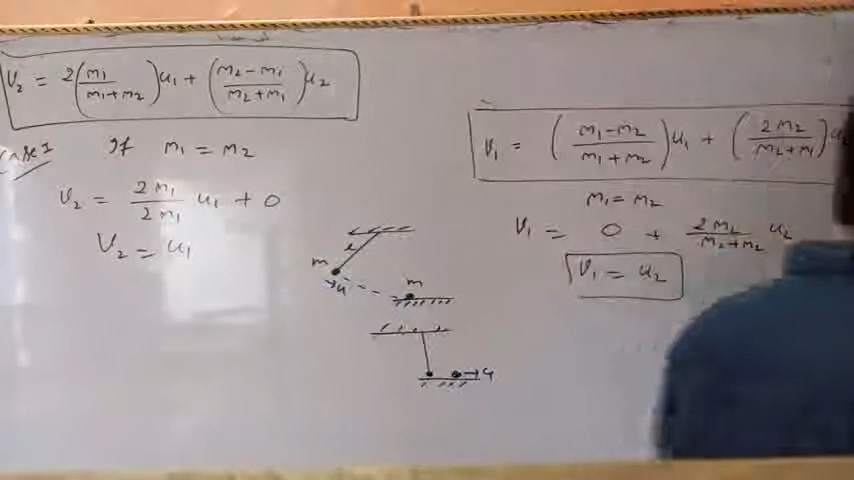 V₂ = 2(m₁/(m₁+m₂))u₁ + ((m₂-m₁)/(m₂+m₁))u₂
Case 1 If m₁ = m₂
V₂ = (2m₁/2m₁) u₁ + 0
V₂ = u₁
l
m
u
m
u
V₁ = ((m₁-m₂)/(m₁+m₂))u₁ + (2m₂/(m₂+m₁))u₂
m₁ = m₂
V₁ = 0 + (2m₂/(m₂+m₂)) u₂
V₁ = u₂